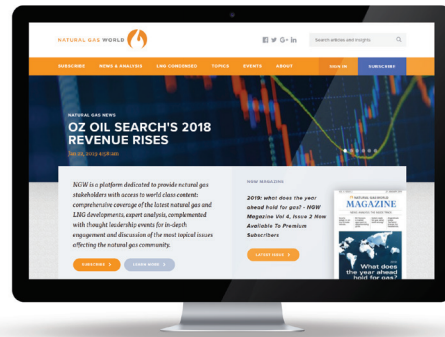 NATURAL GAS WORLD
G+ in
Search articles and insights
SUBSCRIBE NEWS & ANALYSIS LNG CONDENSED TOPICS EVENTS ABOUT SIGN IN SUBSCRIBE
NATURAL GAS NEWS
OZ OIL SEARCH'S 2018
REVENUE RISES
NGW is a platform dedicated to provide natural gas
stakeholders with access to world class content:
comprehensive coverage of the latest natural gas and
LNG developments, expert analysis, complemented
with thought leadership events for in-depth
engagement and discussion of the most topical issues
affecting the natural gas community.
SUBSCRIBE
LEARN MORE
NGW MAGAZINE
2019: what does the year
ahead hold for gas? - NGW
Magazine Vol 4, Issue 2 Now
Available To Premium
Subscribers
LATEST ISSUE
NATURAL GAS WORLD
MAGAZINE
What does
the year ahead
hold for gas?